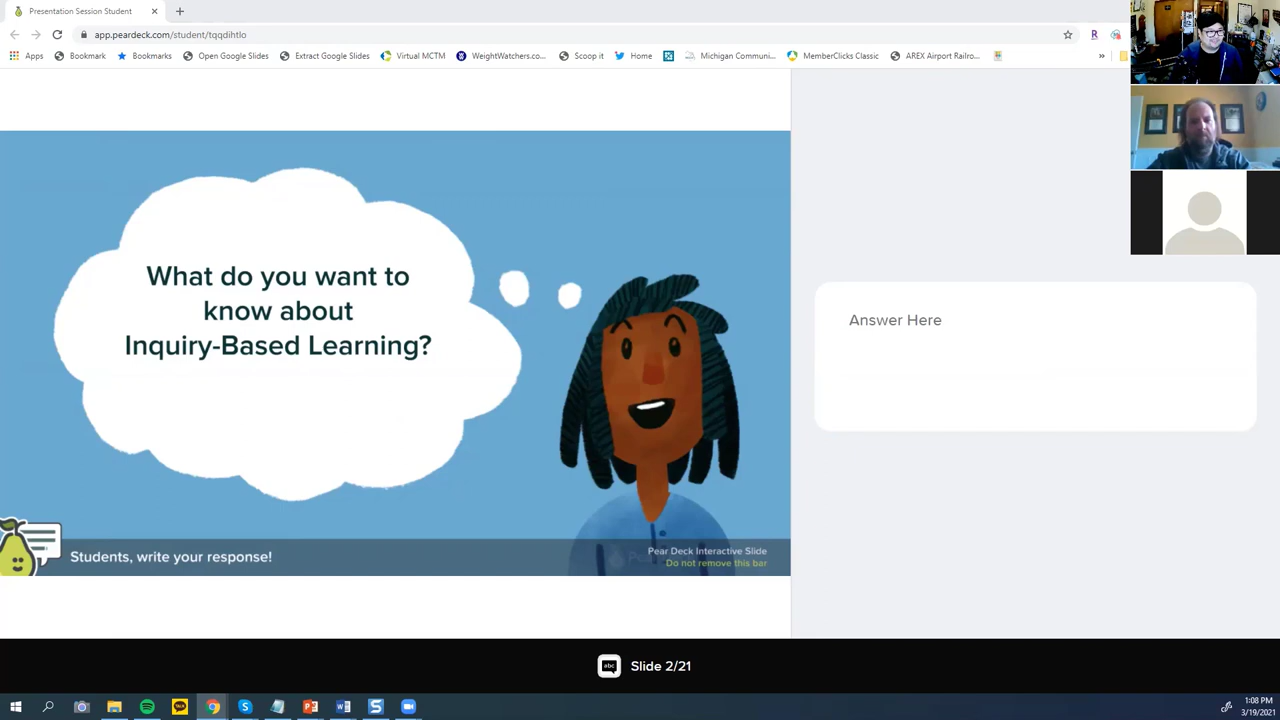 Presentation Session Student
app.peardeck.com/student/tqqdihtlo
Apps
Bookmark
Bookmarks
Open Google Slides
Extract Google Slides
Virtual MCTM
WeightWatchers.co...
Scoop it
Home
Michigan Communi...
MemberClicks Classic
AREX Airport Railro...
What do you want to
know about
Inquiry-Based Learning?
Answer Here
Students, write your response!
Pear Deck Interactive Slide
Do not remove this bar
abc
Slide 2/21
1:08 PM
3/19/2021